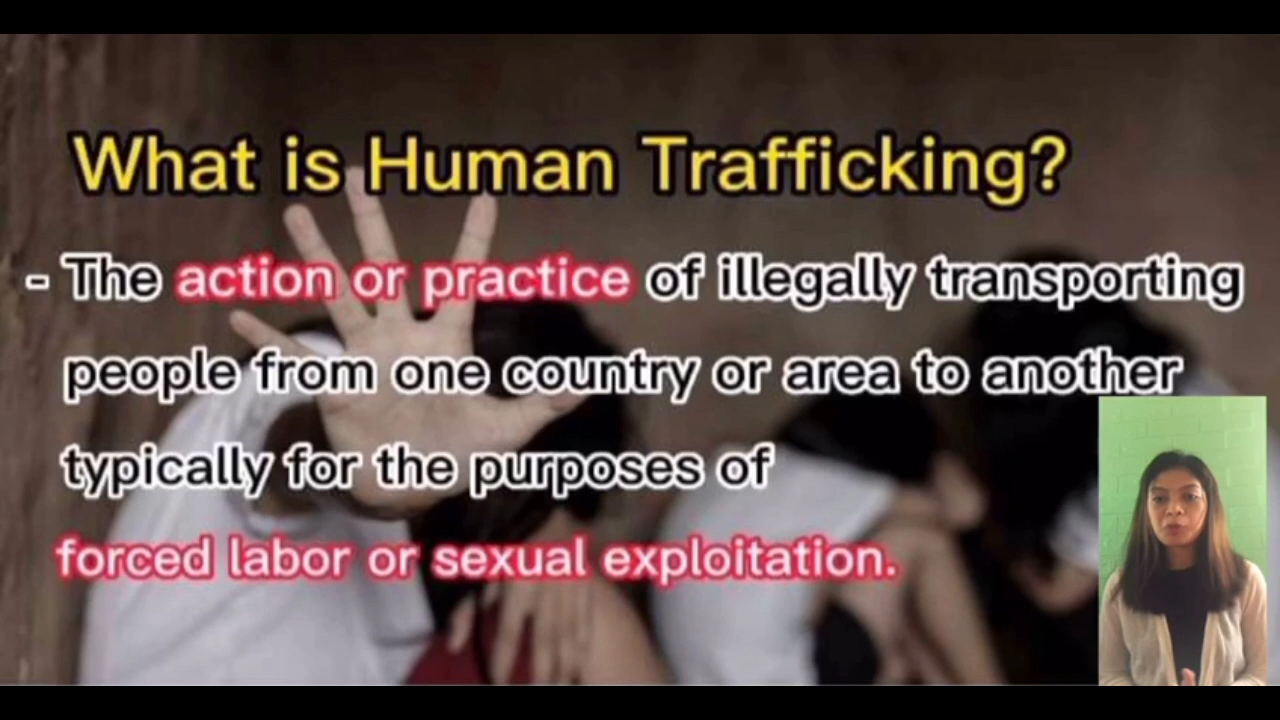 What is Human Trafficking?
- The action or practice of illegally transporting
people from one country or area to another
typically for the purposes of
forced labor or sexual exploitation.